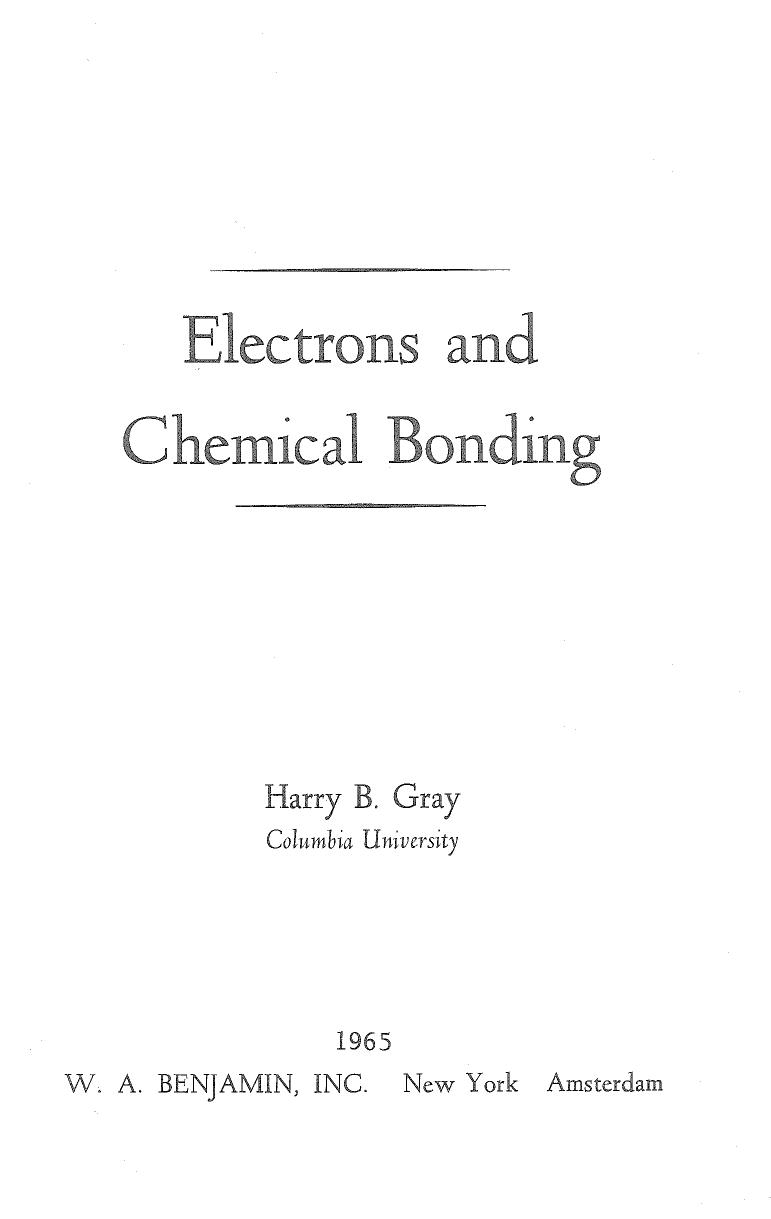 Electrons and
Chemical Bonding
Harry B. Gray
Columbia University
1965
W. A. BENJAMIN, INC. New York Amsterdam